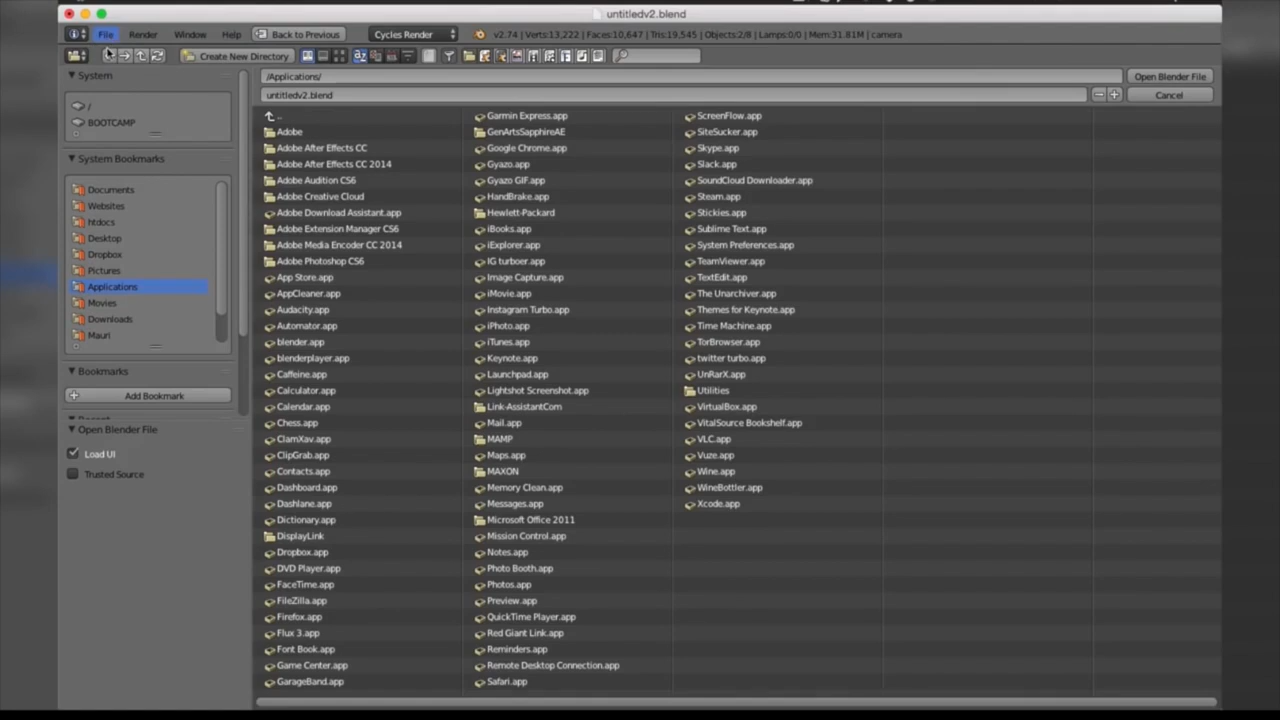 untitledv2.blend
File Render Window Help Back to Previous Cycles Render v2.74 | Verts:13,222 | Faces:10,647 | Tris:19,545 | Objects:2/8 | Lamps:0/0 | Mem:31.81M | camera
Create New Directory
System
/
BOOTCAMP
System Bookmarks
Documents
Websites
htdocs
Desktop
Dropbox
Pictures
Applications
Movies
Downloads
Mauri
Bookmarks
Add Bookmark
Open Blender File
Load UI
Trusted Source
/Applications/
Open Blender File
untitledv2.blend
Cancel
..
Adobe
Adobe After Effects CC
Adobe After Effects CC 2014
Adobe Audition CS6
Adobe Creative Cloud
Adobe Download Assistant.app
Adobe Extension Manager CS6
Adobe Media Encoder CC 2014
Adobe Photoshop CS6
App Store.app
AppCleaner.app
Audacity.app
Automator.app
blender.app
blenderplayer.app
Caffeine.app
Calculator.app
Calendar.app
Chess.app
ClamXav.app
ClipGrab.app
Contacts.app
Dashboard.app
Dashlane.app
Dictionary.app
DisplayLink
Dropbox.app
DVD Player.app
FaceTime.app
FileZilla.app
Firefox.app
Flux 3.app
Font Book.app
Game Center.app
GarageBand.app
Garmin Express.app
GenArtsSapphireAE
Google Chrome.app
Gyazo.app
Gyazo GIF.app
HandBrake.app
Hewlett-Packard
iBooks.app
iExplorer.app
IG turboer.app
Image Capture.app
iMovie.app
Instagram Turbo.app
iPhoto.app
iTunes.app
Keynote.app
Launchpad.app
Lightshot Screenshot.app
Link-AssistantCom
Mail.app
MAMP
Maps.app
MAXON
Memory Clean.app
Messages.app
Microsoft Office 2011
Mission Control.app
Notes.app
Photo Booth.app
Photos.app
Preview.app
QuickTime Player.app
Red Giant Link.app
Reminders.app
Remote Desktop Connection.app
Safari.app
ScreenFlow.app
SiteSucker.app
Skype.app
Slack.app
SoundCloud Downloader.app
Steam.app
Stickies.app
Sublime Text.app
System Preferences.app
TeamViewer.app
TextEdit.app
The Unarchiver.app
Themes for Keynote.app
Time Machine.app
TorBrowser.app
twitter turbo.app
UnRarX.app
Utilities
VirtualBox.app
VitalSource Bookshelf.app
VLC.app
Vuze.app
Wine.app
WineBottler.app
Xcode.app